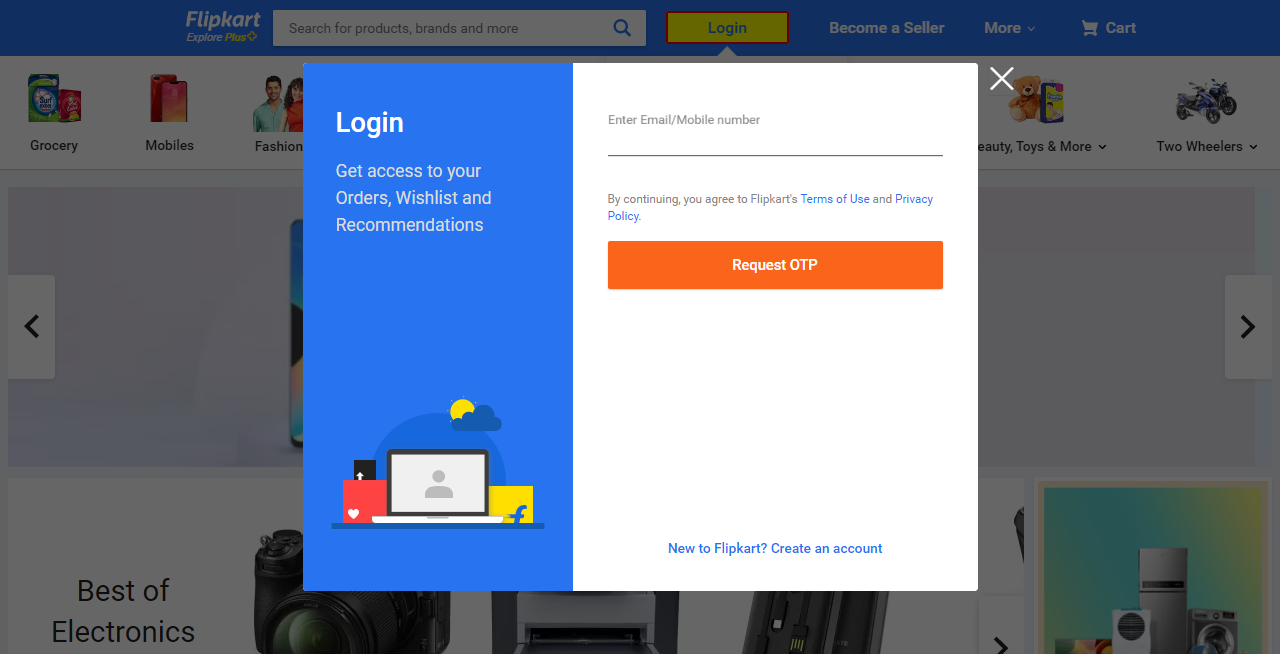 Flipkart
Explore Plus
Search for products, brands and more
Login
Become a Seller
More
Cart
Grocery
Mobiles
Fashion
eauty, Toys & More
Two Wheelers
Login
Get access to your
Orders, Wishlist and
Recommendations
Enter Email/Mobile number
By continuing, you agree to Flipkart's Terms of Use and Privacy
Policy.
Request OTP
New to Flipkart? Create an account
Best of
Electronics